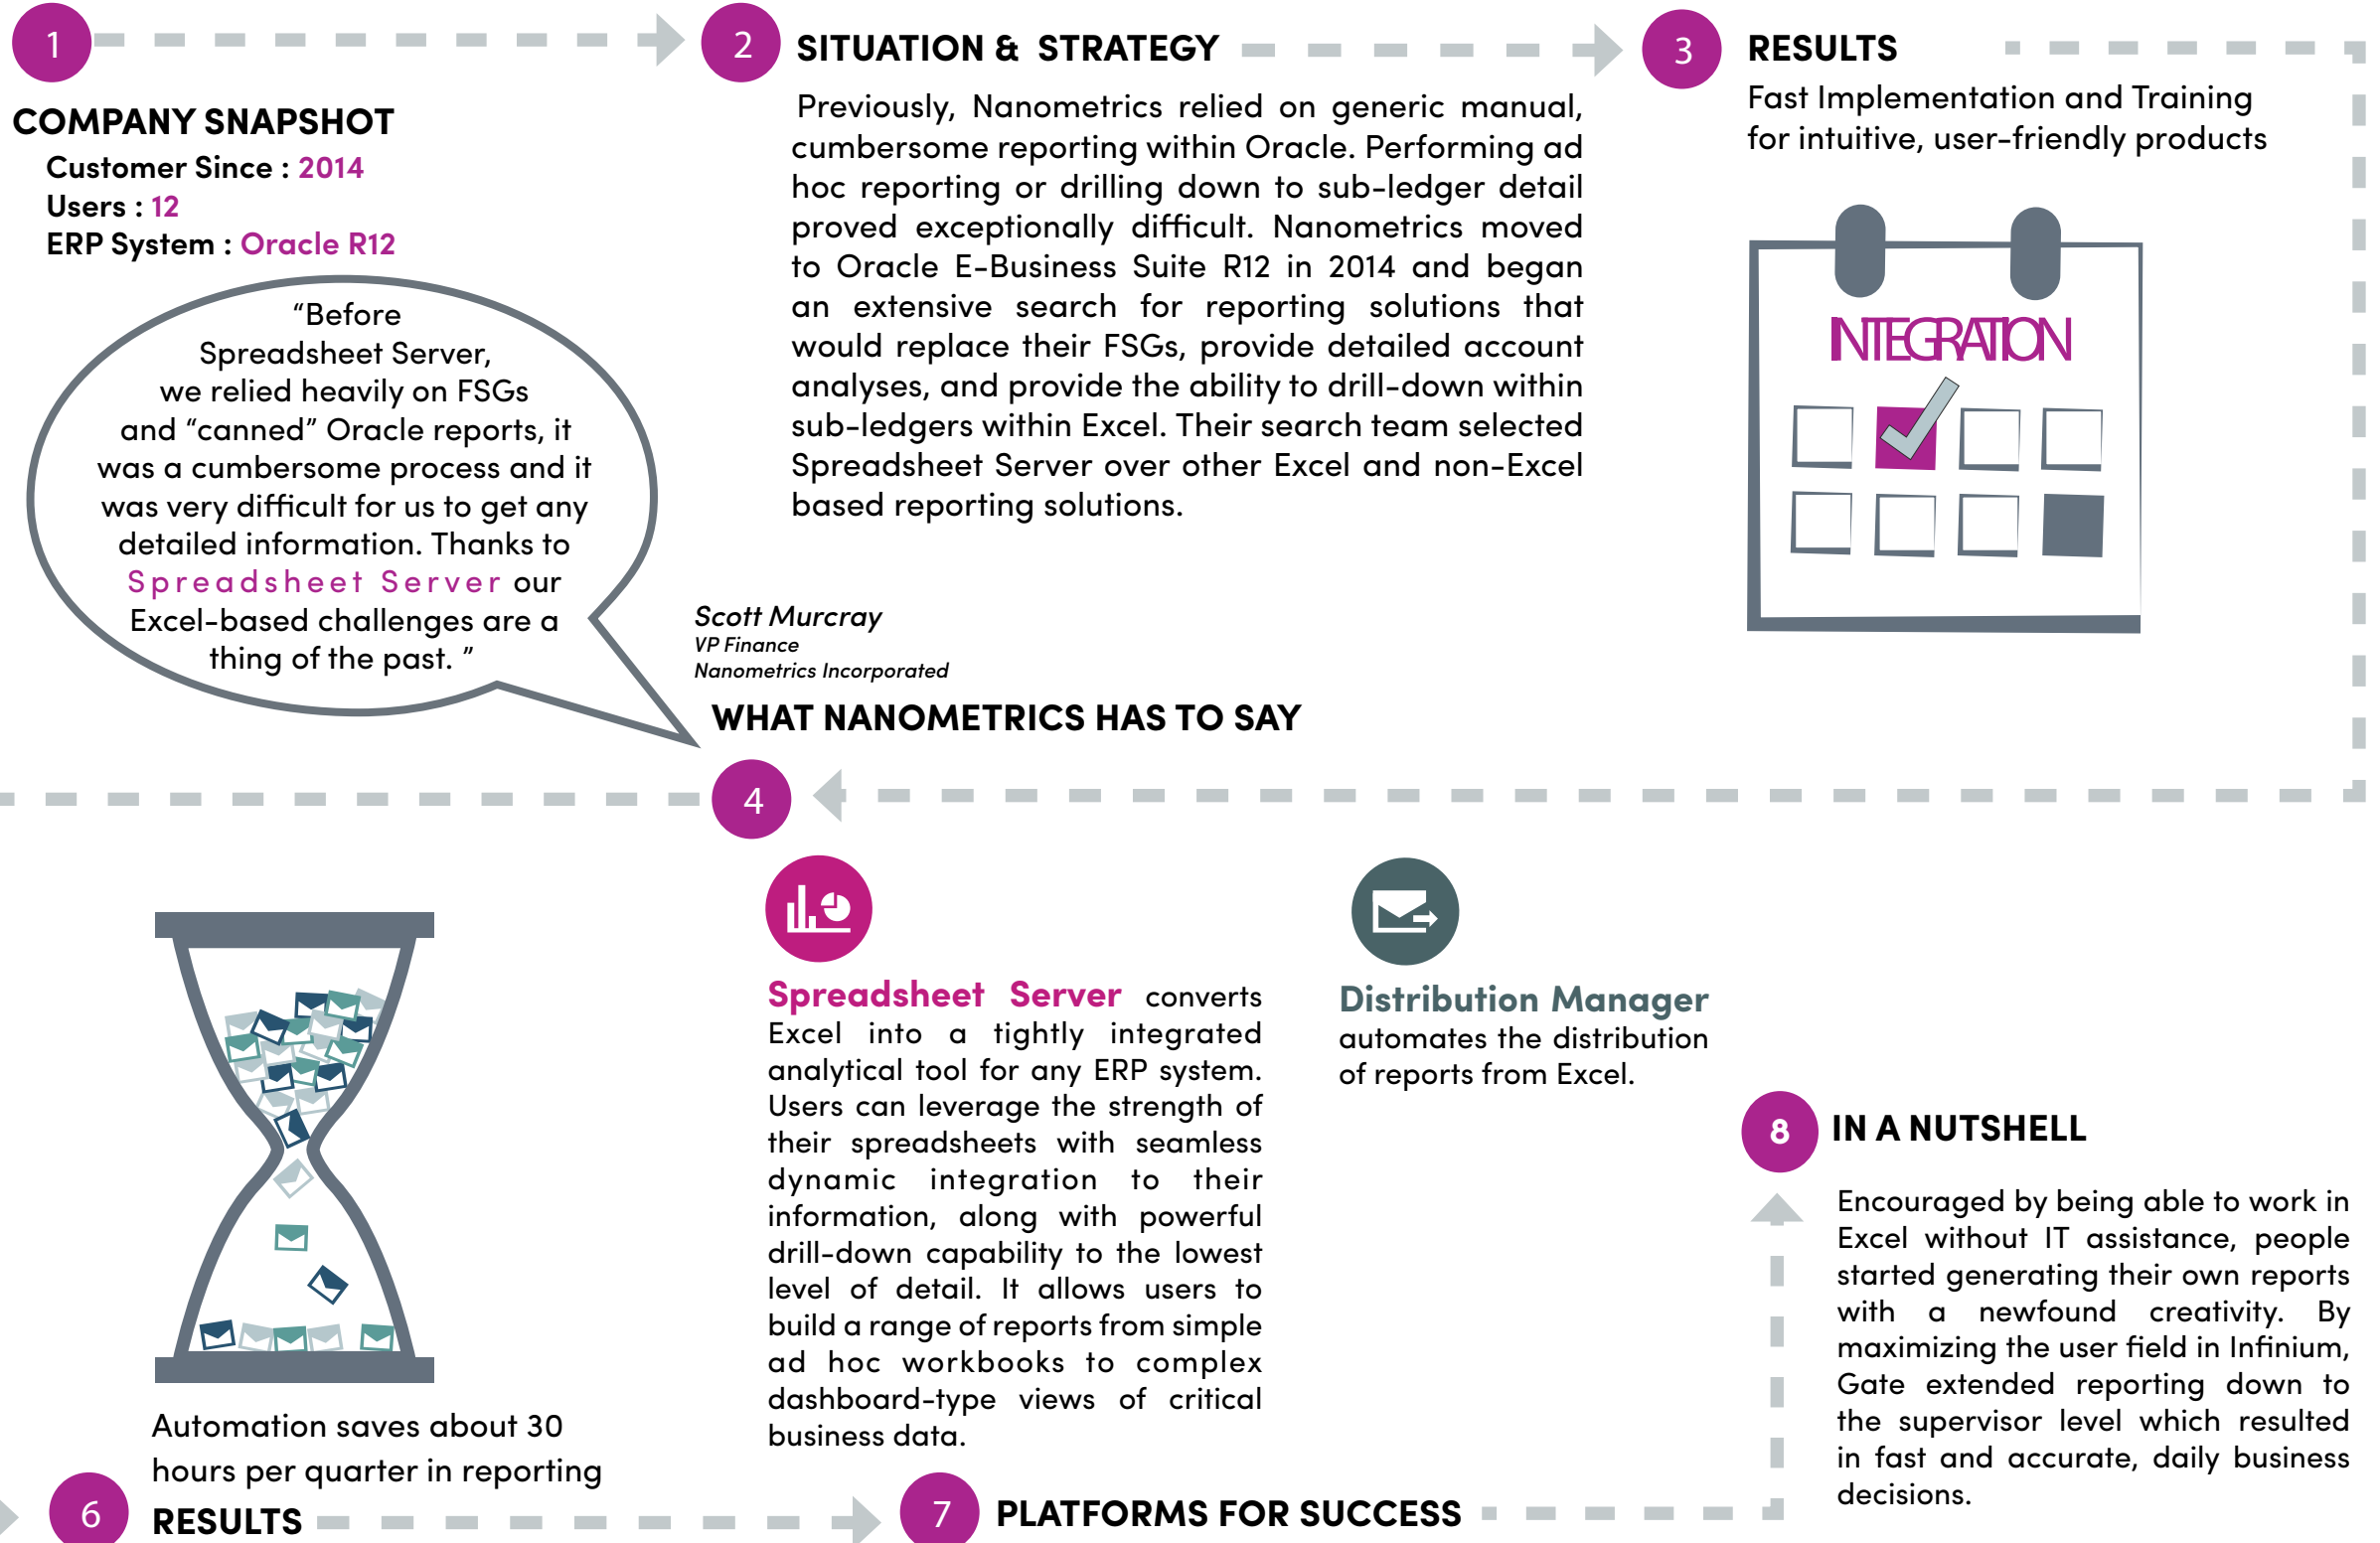 1
COMPANY SNAPSHOT
Customer Since : 2014
Users : 12
ERP System : Oracle R12
“Before
Spreadsheet Server,
we relied heavily on FSGs
and “canned” Oracle reports, it
was a cumbersome process and it
was very difficult for us to get any
detailed information. Thanks to
Spreadsheet Server our
Excel-based challenges are a
thing of the past. ”
2
SITUATION & STRATEGY
Previously, Nanometrics relied on generic manual,
cumbersome reporting within Oracle. Performing ad
hoc reporting or drilling down to sub-ledger detail
proved exceptionally difficult. Nanometrics moved
to Oracle E-Business Suite R12 in 2014 and began
an extensive search for reporting solutions that
would replace their FSGs, provide detailed account
analyses, and provide the ability to drill-down within
sub-ledgers within Excel. Their search team selected
Spreadsheet Server over other Excel and non-Excel
based reporting solutions.
3
RESULTS
Fast Implementation and Training
for intuitive, user-friendly products
INTEGRATION
Scott Murcray
VP Finance
Nanometrics Incorporated
WHAT NANOMETRICS HAS TO SAY
4
Automation saves about 30
hours per quarter in reporting
6
RESULTS
Spreadsheet Server converts
Excel into a tightly integrated
analytical tool for any ERP system.
Users can leverage the strength of
their spreadsheets with seamless
dynamic integration to their
information, along with powerful
drill-down capability to the lowest
level of detail. It allows users to
build a range of reports from simple
ad hoc workbooks to complex
dashboard-type views of critical
business data.
Distribution Manager
automates the distribution
of reports from Excel.
7
PLATFORMS FOR SUCCESS
8
IN A NUTSHELL
Encouraged by being able to work in
Excel without IT assistance, people
started generating their own reports
with a newfound creativity. By
maximizing the user field in Infinium,
Gate extended reporting down to
the supervisor level which resulted
in fast and accurate, daily business
decisions.